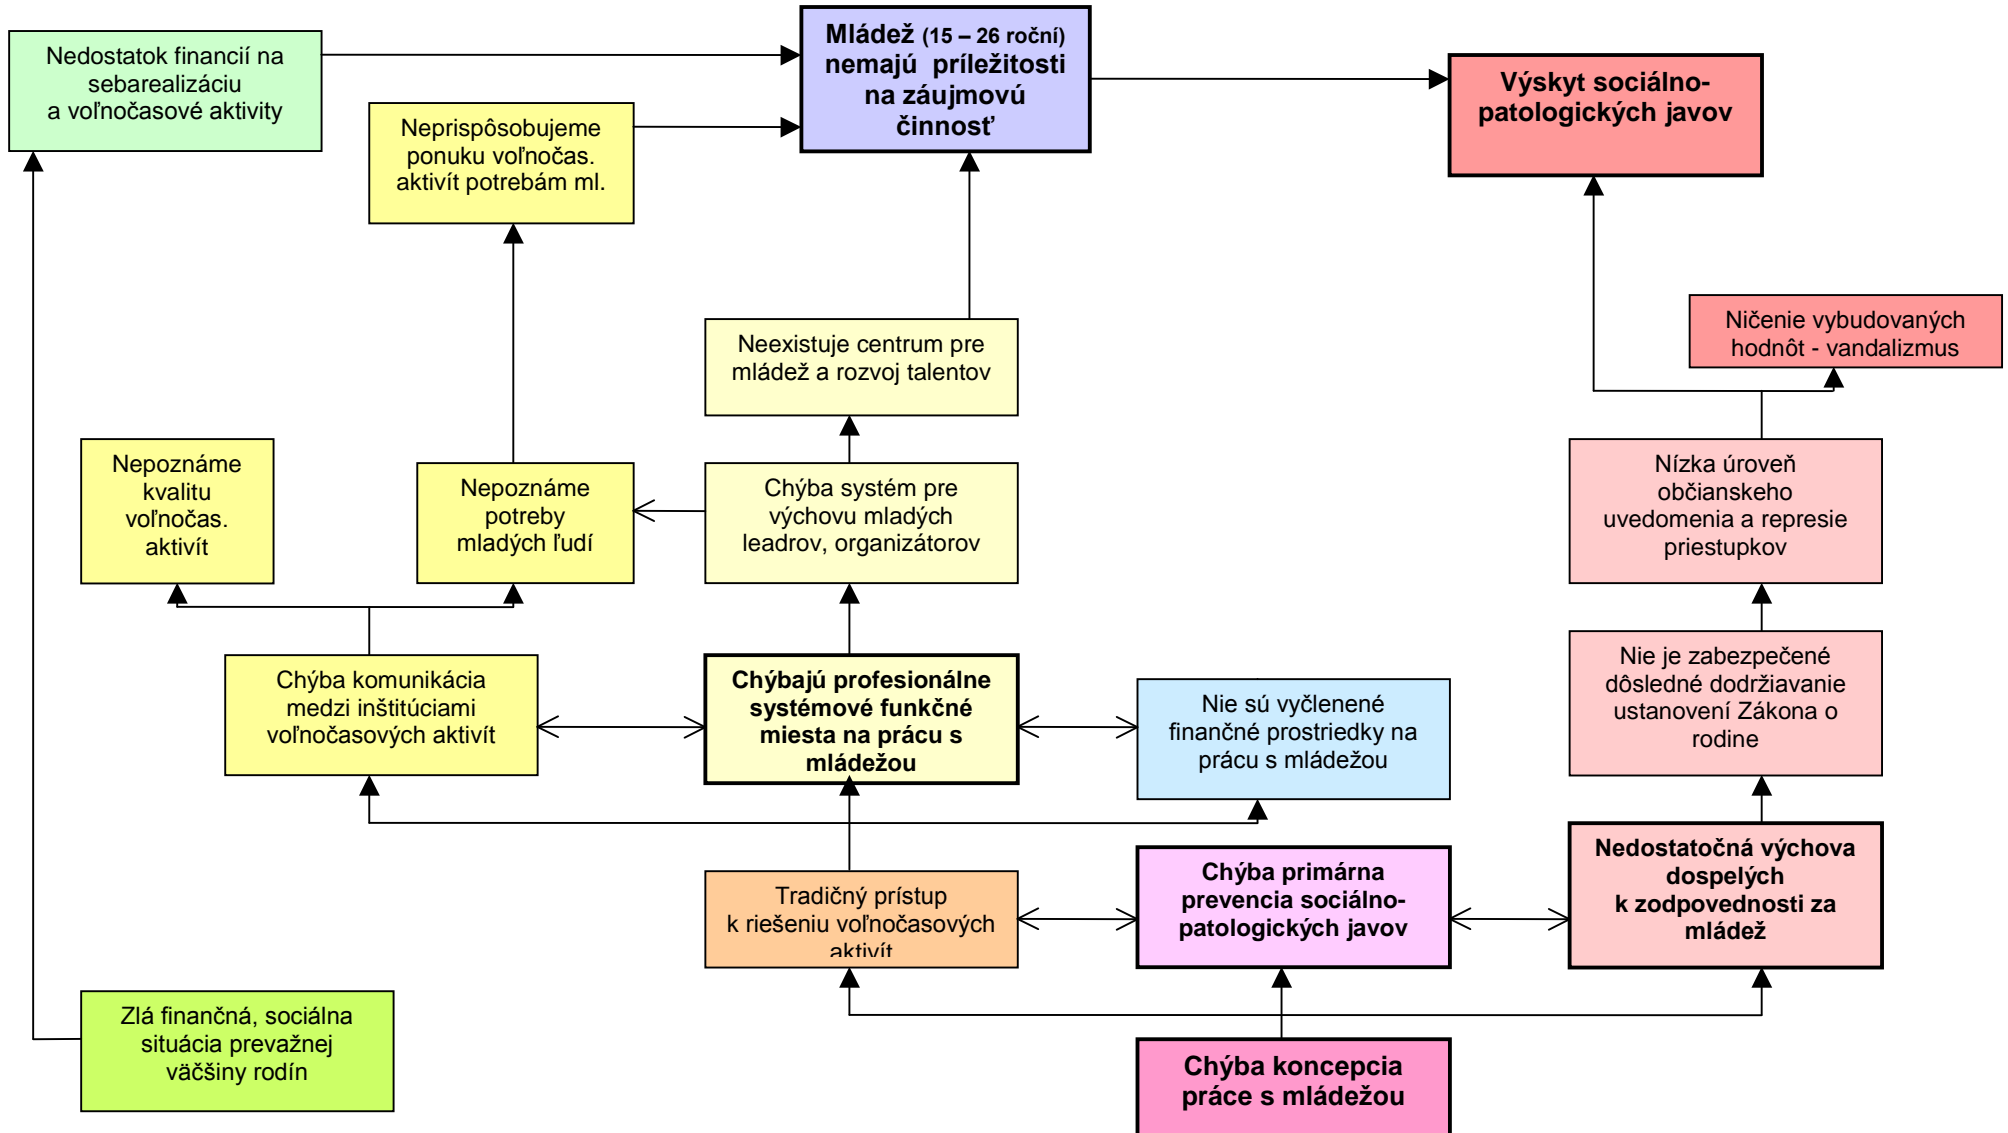 Nedostatok financií na
sebarealizáciu
a voľnočasové aktivity
Mládež (15 – 26 roční)
nemajú príležitosti
na záujmovú
činnosť
Výskyt sociálno-
patologických javov
Neprispôsobujeme
ponuku voľnočas.
aktivít potrebám ml.
Ničenie vybudovaných
hodnôt - vandalizmus
Neexistuje centrum pre
mládež a rozvoj talentov
Nepoznáme
kvalitu
voľnočas.
aktivít
Nepoznáme
potreby
mladých ľudí
Chýba systém pre
výchovu mladých
leadrov, organizátorov
Nízka úroveň
občianskeho
uvedomenia a represie
priestupkov
Chýba komunikácia
medzi inštitúciami
voľnočasových aktivít
Chýbajú profesionálne
systémové funkčné
miesta na prácu s
mládežou
Nie sú vyčlenené
finančné prostriedky na
prácu s mládežou
Nie je zabezpečené
dôsledné dodržiavanie
ustanovení Zákona o
rodine
Tradičný prístup
k riešeniu voľnočasových
aktivít
Chýba primárna
prevencia sociálno-
patologických javov
Nedostatočná výchova
dospelých
k zodpovednosti za
mládež
Zlá finančná, sociálna
situácia prevažnej
väčšiny rodín
Chýba koncepcia
práce s mládežou